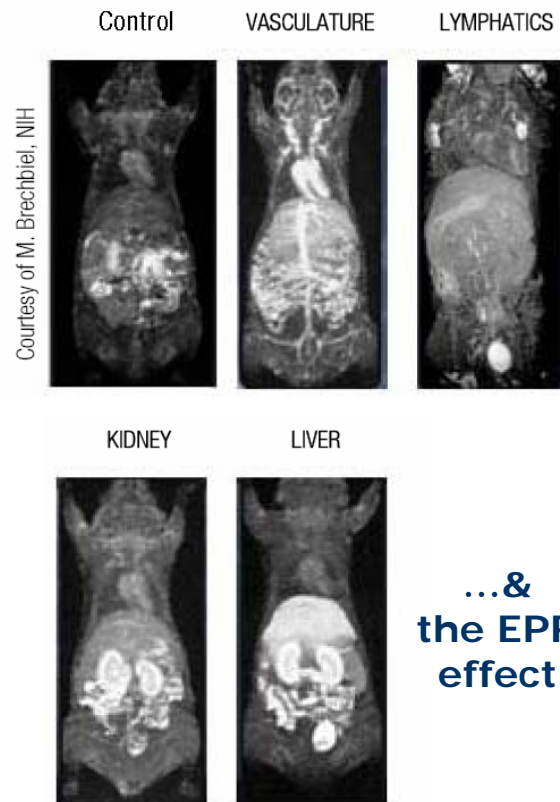 Control VASCULATURE LYMPHATICS
Courtesy of M. Brechbiel, NIH
KIDNEY LIVER
...&
the EPR
effect